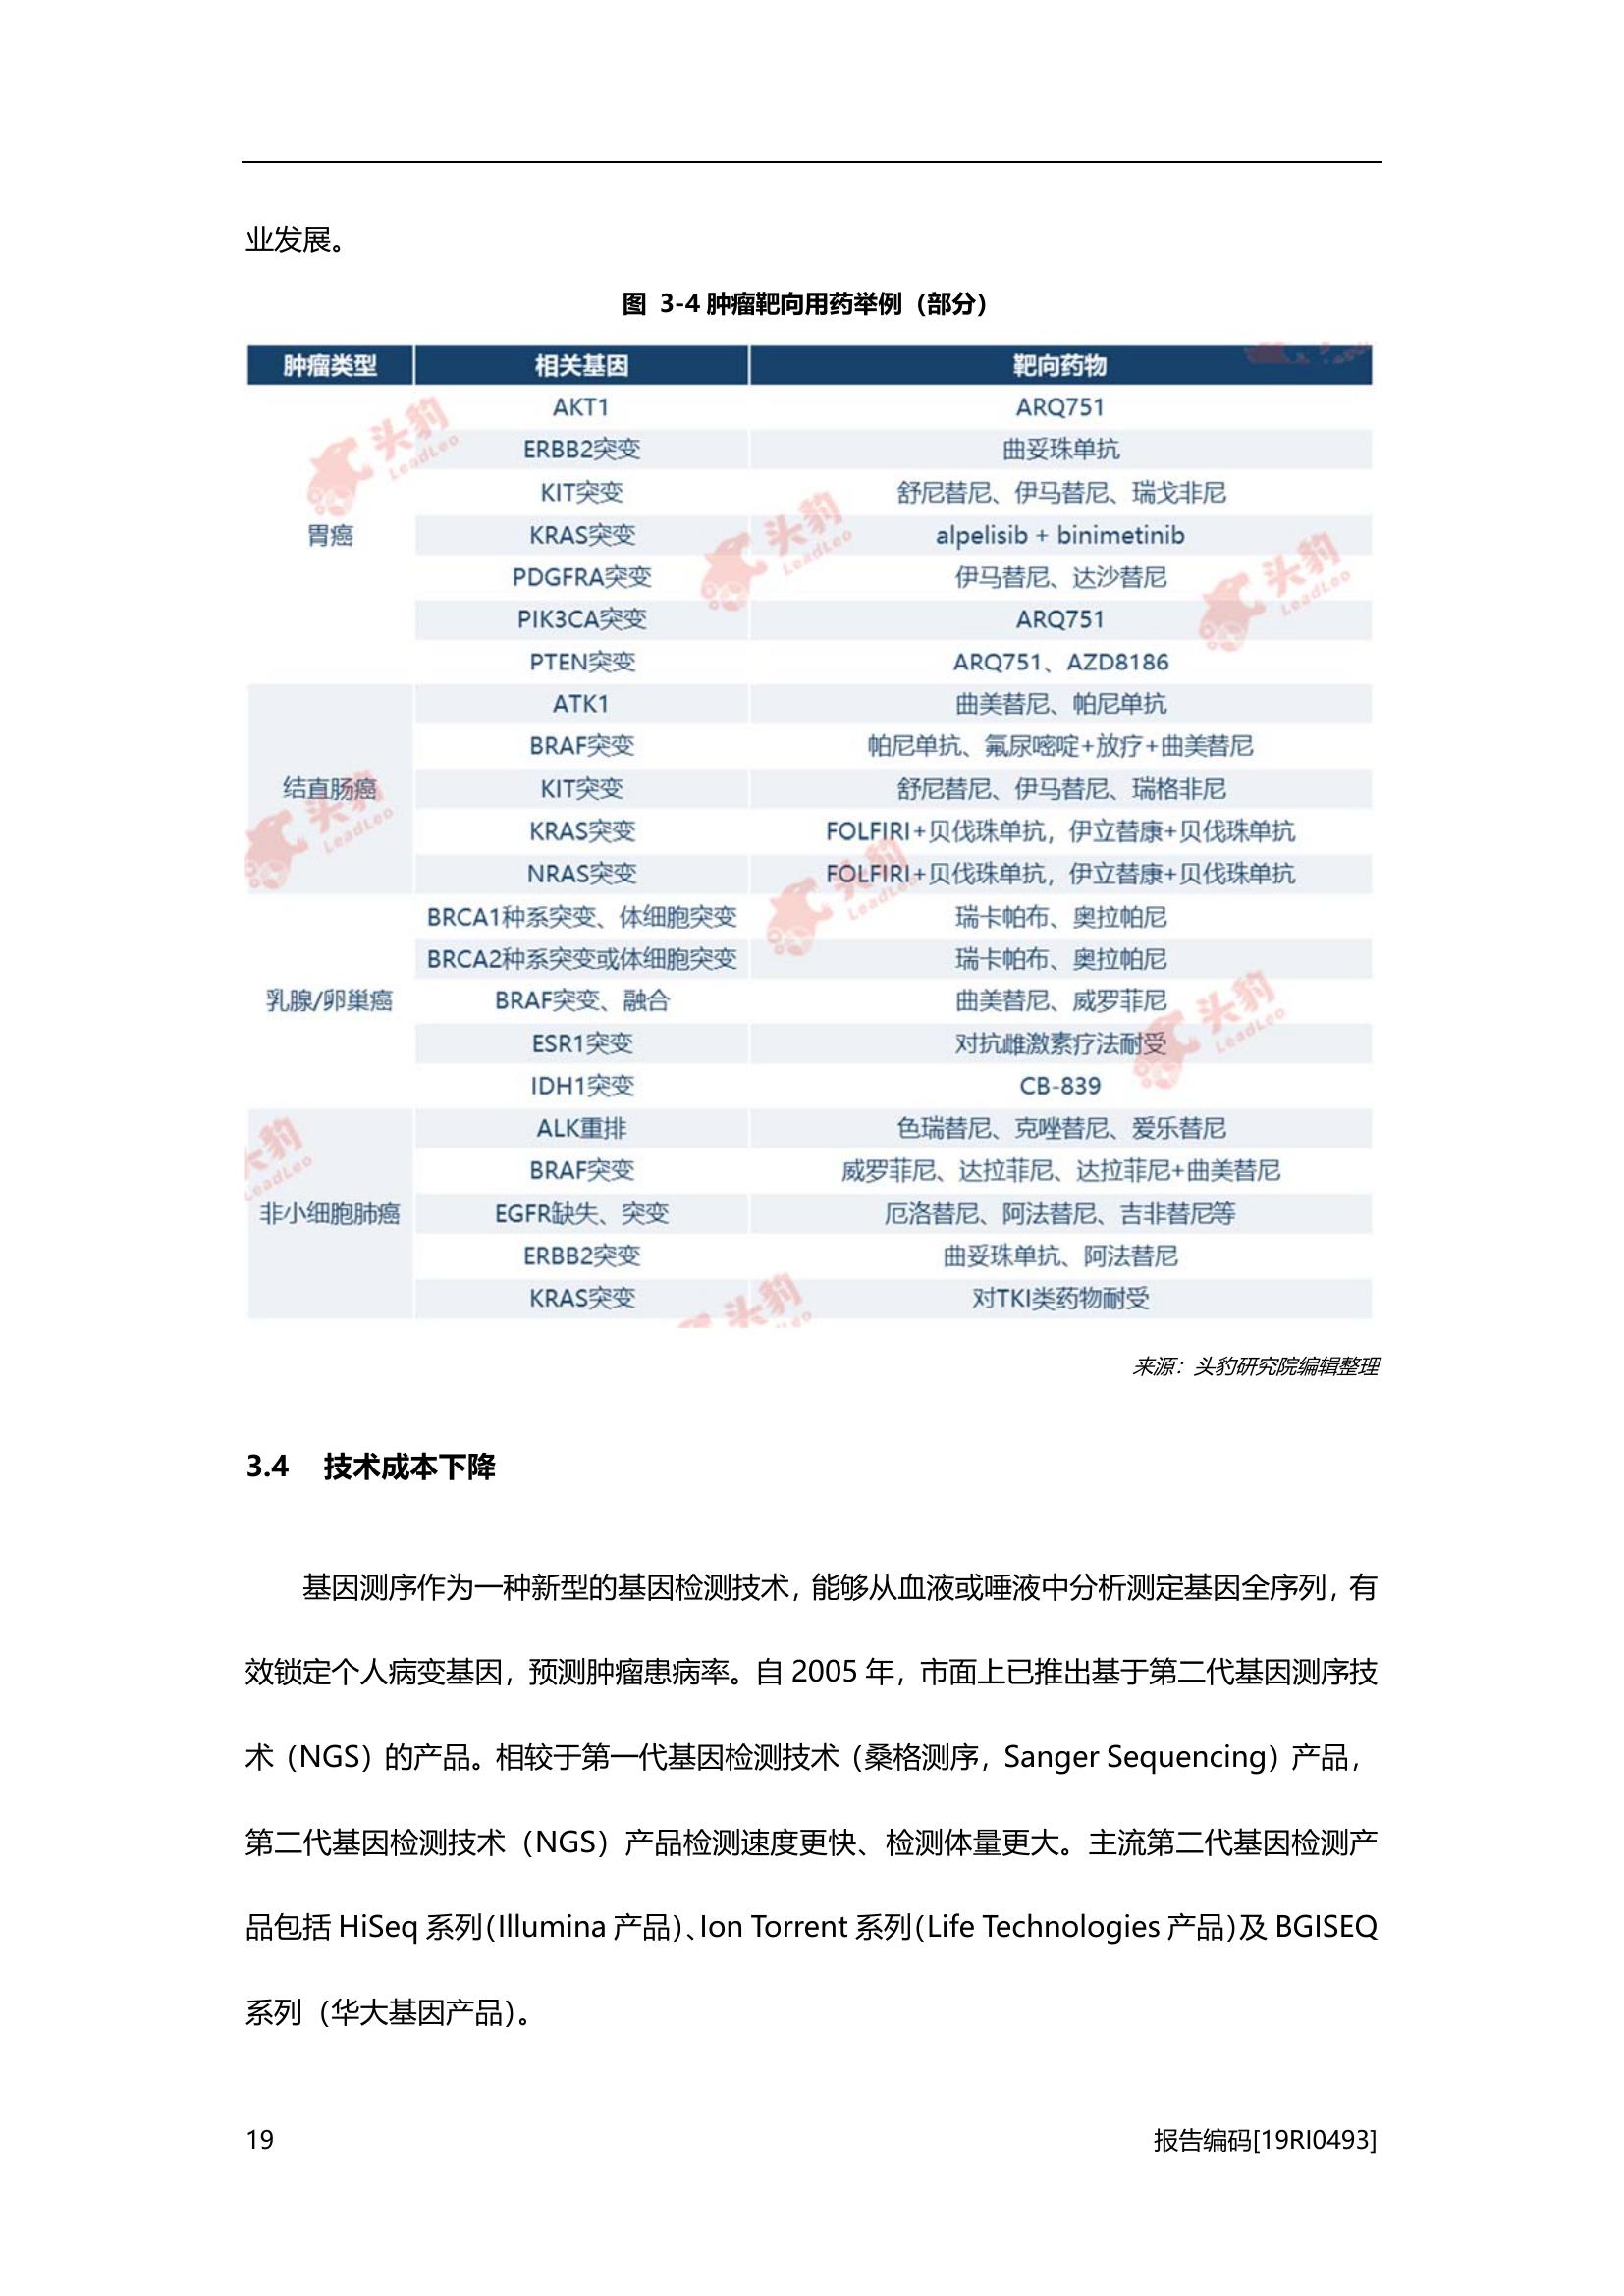 业发展。
图 3-4 肿瘤靶向用药举例（部分）
肿瘤类型 相关基因 靶向药物
AKT1 ARQ751
ERBB2突变 曲妥珠单抗
KIT突变 舒尼替尼、伊马替尼、瑞戈非尼
胃癌 KRAS突变 alpelisib + binimetinib
PDGFRA突变 伊马替尼、达沙替尼
PIK3CA突变 ARQ751
PTEN突变 ARQ751、AZD8186
ATK1 曲美替尼、帕尼单抗
BRAF突变 帕尼单抗、氟尿嘧啶+放疗+曲美替尼
结直肠癌 KIT突变 舒尼替尼、伊马替尼、瑞格非尼
KRAS突变 FOLFIRI+贝伐珠单抗，伊立替康+贝伐珠单抗
NRAS突变 FOLFIRI+贝伐珠单抗，伊立替康+贝伐珠单抗
BRCA1种系突变、体细胞突变 瑞卡帕布、奥拉帕尼
BRCA2种系突变或体细胞突变 瑞卡帕布、奥拉帕尼
乳腺/卵巢癌 BRAF突变、融合 曲美替尼、威罗菲尼
ESR1突变 对抗雌激素疗法耐受
IDH1突变 CB-839
ALK重排 色瑞替尼、克唑替尼、爱乐替尼
BRAF突变 威罗菲尼、达拉菲尼、达拉菲尼+曲美替尼
非小细胞肺癌 EGFR缺失、突变 厄洛替尼、阿法替尼、吉非替尼等
ERBB2突变 曲妥珠单抗、阿法替尼
KRAS突变 对TKI类药物耐受
来源：头豹研究院编辑整理
3.4 技术成本下降
基因测序作为一种新型的基因检测技术，能够从血液或唾液中分析测定基因全序列，有
效锁定个人病变基因，预测肿瘤患病率。自 2005 年，市面上已推出基于第二代基因测序技
术（NGS）的产品。相较于第一代基因检测技术（桑格测序，Sanger Sequencing）产品，
第二代基因检测技术（NGS）产品检测速度更快、检测体量更大。主流第二代基因检测产
品包括 HiSeq 系列（Illumina 产品）、Ion Torrent 系列（Life Technologies 产品）及 BGISEQ
系列（华大基因产品）。
19 报告编码[19RI0493]